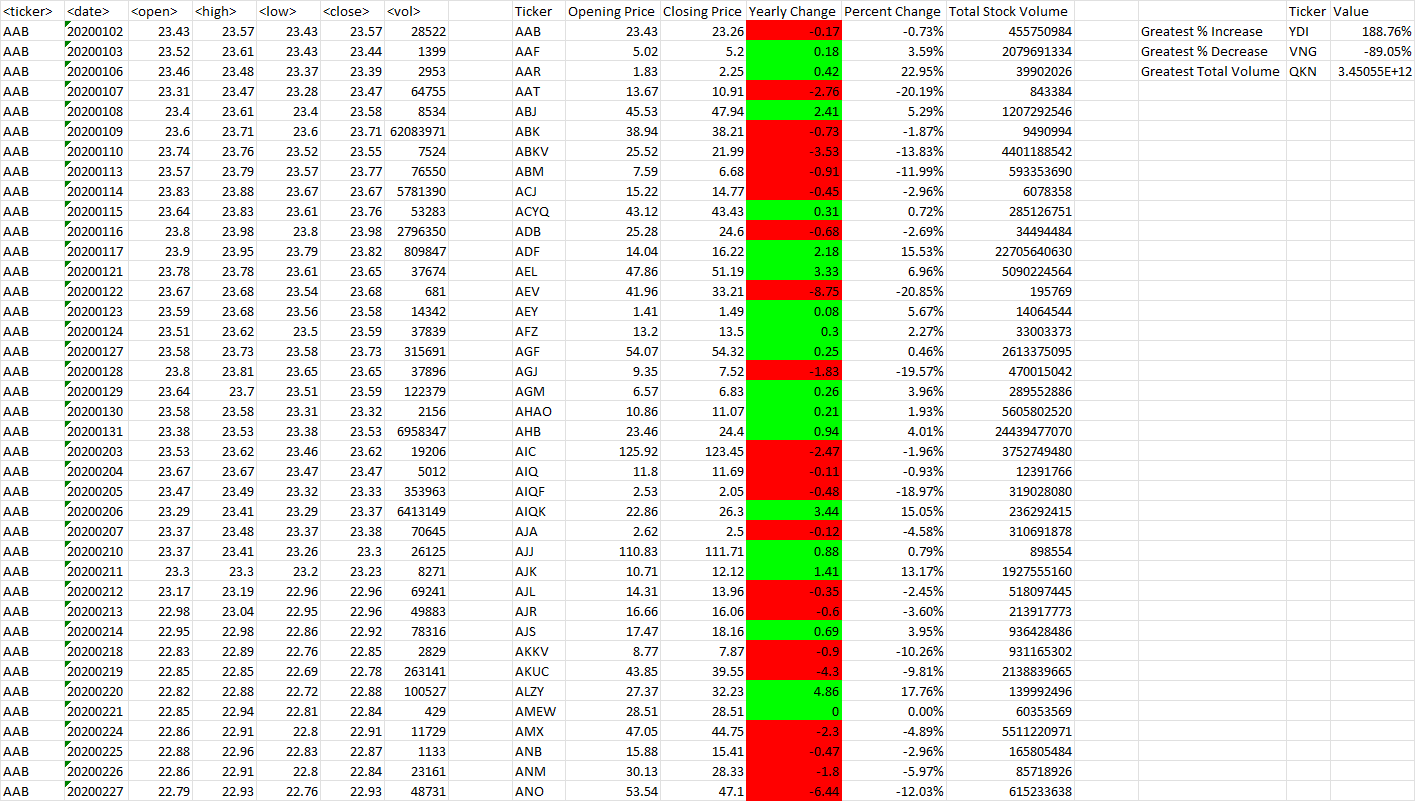 <ticker> <date> <open> <high> <low> <close> <vol> Ticker Opening Price Closing Price Yearly Change Percent Change Total Stock Volume Ticker Value
AAB 20200102 23.43 23.57 23.43 23.57 28522 AAB 23.43 23.26 -0.17 -0.73% 455750984 Greatest % Increase YDI 188.76%
AAB 20200103 23.52 23.61 23.43 23.44 1399 AAF 5.02 5.2 0.18 3.59% 2079691334 Greatest % Decrease VNG -89.05%
AAB 20200106 23.46 23.48 23.37 23.39 2953 AAR 1.83 2.25 0.42 22.95% 39902026 Greatest Total Volume QKN 3.45055E+12
AAB 20200107 23.31 23.47 23.28 23.47 64755 AAT 13.67 10.91 -2.76 -20.19% 843384
AAB 20200108 23.4 23.61 23.4 23.58 8534 ABJ 45.53 47.94 2.41 5.29% 1207292546
AAB 20200109 23.6 23.71 23.6 23.71 62083971 ABK 38.94 38.21 -0.73 -1.87% 9490994
AAB 20200110 23.74 23.76 23.52 23.55 7524 ABKV 25.52 21.99 -3.53 -13.83% 4401188542
AAB 20200113 23.57 23.79 23.57 23.77 76550 ABM 7.59 6.68 -0.91 -11.99% 593353690
AAB 20200114 23.83 23.88 23.67 23.67 5781390 ACJ 15.22 14.77 -0.45 -2.96% 6078358
AAB 20200115 23.64 23.83 23.61 23.76 53283 ACYQ 43.12 43.43 0.31 0.72% 285126751
AAB 20200116 23.8 23.98 23.8 23.98 2796350 ADB 25.28 24.6 -0.68 -2.69% 34494484
AAB 20200117 23.9 23.95 23.79 23.82 809847 ADF 14.04 16.22 2.18 15.53% 22705640630
AAB 20200121 23.78 23.78 23.61 23.65 37674 AEL 47.86 51.19 3.33 6.96% 5090224564
AAB 20200122 23.67 23.68 23.54 23.68 681 AEV 41.96 33.21 -8.75 -20.85% 195769
AAB 20200123 23.59 23.68 23.56 23.58 14342 AEY 1.41 1.49 0.08 5.67% 14064544
AAB 20200124 23.51 23.62 23.5 23.59 37839 AFZ 13.2 13.5 0.3 2.27% 33003373
AAB 20200127 23.58 23.73 23.58 23.73 315691 AGF 54.07 54.32 0.25 0.46% 2613375095
AAB 20200128 23.8 23.81 23.65 23.65 37896 AGJ 9.35 7.52 -1.83 -19.57% 470015042
AAB 20200129 23.64 23.7 23.51 23.59 122379 AGM 6.57 6.83 0.26 3.96% 289552886
AAB 20200130 23.58 23.58 23.31 23.32 2156 AHAO 10.86 11.07 0.21 1.93% 5605802520
AAB 20200131 23.38 23.53 23.38 23.53 6958347 AHB 23.46 24.4 0.94 4.01% 24439477070
AAB 20200203 23.53 23.62 23.46 23.62 19206 AIC 125.92 123.45 -2.47 -1.96% 3752749480
AAB 20200204 23.67 23.67 23.47 23.47 5012 AIQ 11.8 11.69 -0.11 -0.93% 12391766
AAB 20200205 23.47 23.49 23.32 23.33 353963 AIQF 2.53 2.05 -0.48 -18.97% 319028080
AAB 20200206 23.29 23.41 23.29 23.37 6413149 AIQK 22.86 26.3 3.44 15.05% 236292415
AAB 20200207 23.37 23.48 23.37 23.38 70645 AJA 2.62 2.5 -0.12 -4.58% 310691878
AAB 20200210 23.37 23.41 23.26 23.3 26125 AJJ 110.83 111.71 0.88 0.79% 898554
AAB 20200211 23.3 23.3 23.2 23.23 8271 AJK 10.71 12.12 1.41 13.17% 1927555160
AAB 20200212 23.17 23.19 22.96 22.96 69241 AJL 14.31 13.96 -0.35 -2.45% 518097445
AAB 20200213 22.98 23.04 22.95 22.96 49883 AJR 16.66 16.06 -0.6 -3.60% 213917773
AAB 20200214 22.95 22.98 22.86 22.92 78316 AJS 17.47 18.16 0.69 3.95% 936428486
AAB 20200218 22.83 22.89 22.76 22.85 2829 AKKV 8.77 7.87 -0.9 -10.26% 931165302
AAB 20200219 22.85 22.85 22.69 22.78 263141 AKUC 43.85 39.55 -4.3 -9.81% 2138839665
AAB 20200220 22.82 22.88 22.72 22.88 100527 ALZY 27.37 32.23 4.86 17.76% 139992496
AAB 20200221 22.85 22.94 22.81 22.84 429 AMEW 28.51 28.51 0 0.00% 60353569
AAB 20200224 22.86 22.91 22.8 22.91 11729 AMX 47.05 44.75 -2.3 -4.89% 5511220971
AAB 20200225 22.88 22.96 22.83 22.87 1133 ANB 15.88 15.41 -0.47 -2.96% 165805484
AAB 20200226 22.86 22.91 22.8 22.84 23161 ANM 30.13 28.33 -1.8 -5.97% 85718926
AAB 20200227 22.79 22.93 22.76 22.93 48731 ANO 53.54 47.1 -6.44 -12.03% 615233638